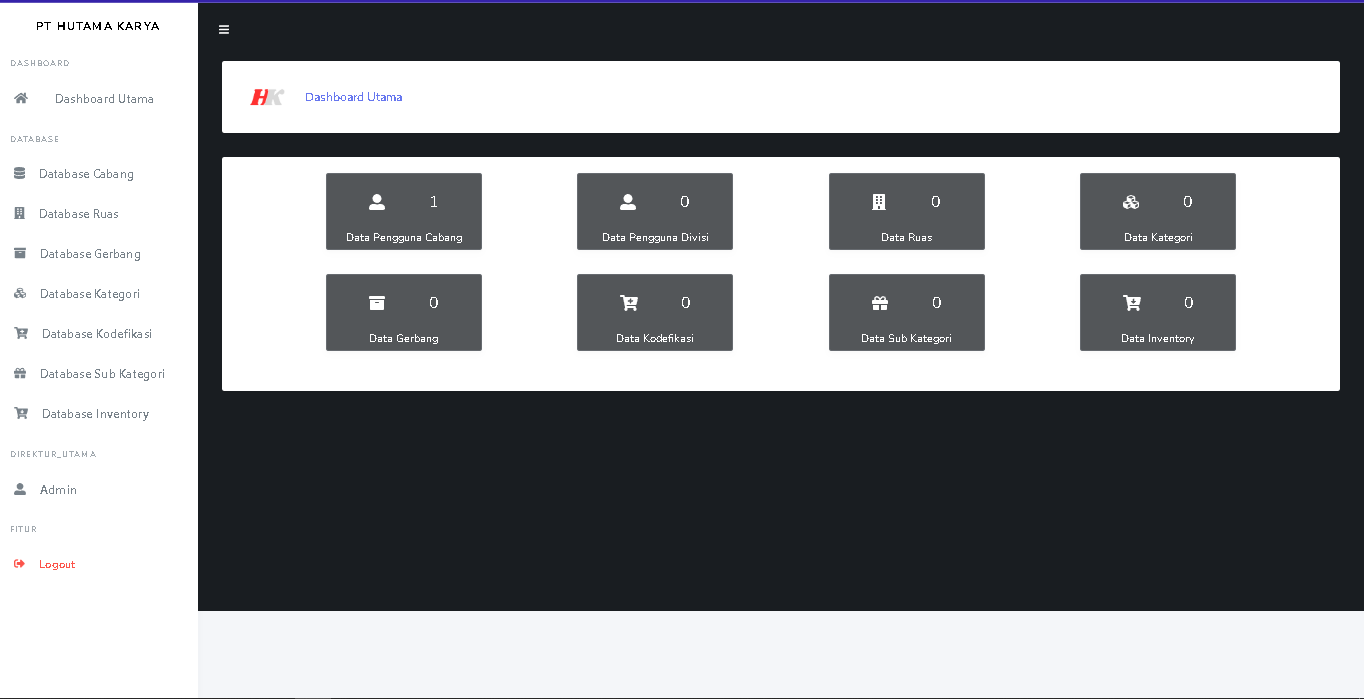 PT HUTAMA KARYA
DASHBOARD
Dashboard Utama
DATABASE
Database Cabang
Database Ruas
Database Gerbang
Database Kategori
Database Kodefikasi
Database Sub Kategori
Database Inventory
DIREKTUR_UTAMA
Admin
FITUR
Logout
HK Dashboard Utama
1
Data Pengguna Cabang
0
Data Pengguna Divisi
0
Data Ruas
0
Data Kategori
0
Data Gerbang
0
Data Kodefikasi
0
Data Sub Kategori
0
Data Inventory